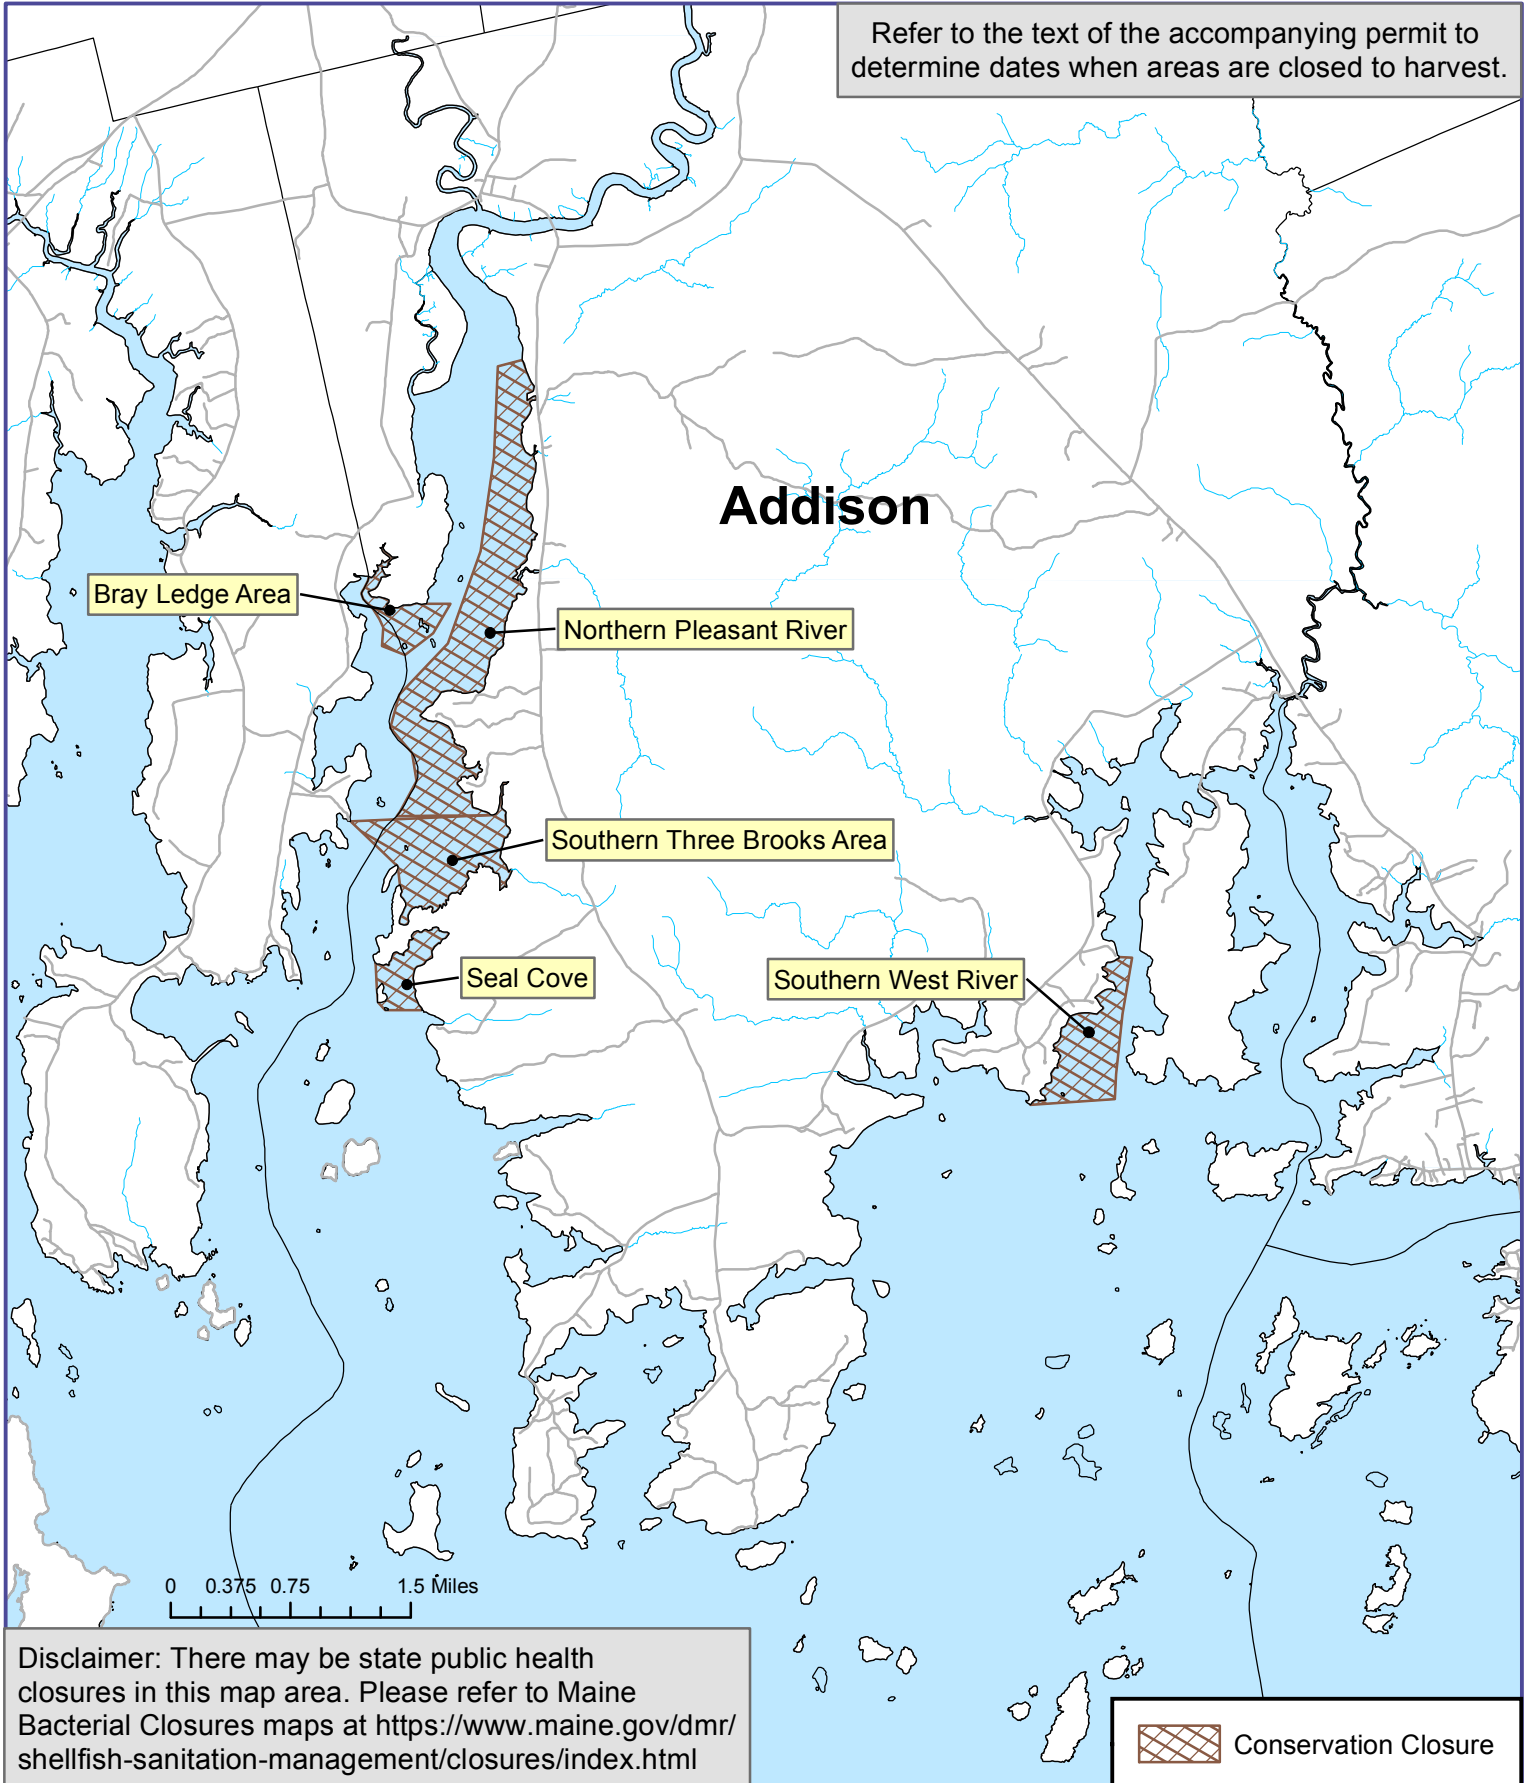 Refer to the text of the accompanying permit to
determine dates when areas are closed to harvest.
Addison
Bray Ledge Area
Northern Pleasant River
Southern Three Brooks Area
Seal Cove
Southern West River
0 0.375 0.75 1.5 Miles
Disclaimer: There may be state public health
closures in this map area. Please refer to Maine
Bacterial Closures maps at https://www.maine.gov/dmr/
shellfish-sanitation-management/closures/index.html
Conservation Closure